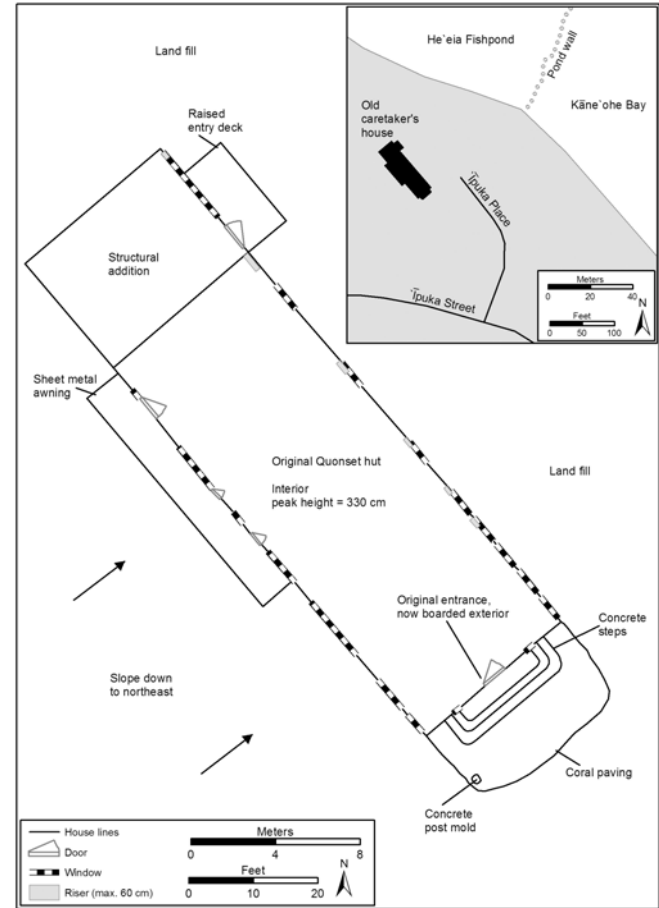 Land fill
Raised
entry deck
Structural
addition
Sheet metal
awning
Original Quonset hut
Interior
peak height = 330 cm
Land fill
Original entrance,
now boarded exterior
Concrete
steps
Slope down
to northeast
Coral paving
Concrete
post mold
He`eia Fishpond
Pond wall
Kāne`ohe Bay
Old
caretaker's
house
`Īpuka Place
`Īpuka Street
Meters
0 20 40
Feet
0 50 100
N
House lines
Door
Window
Riser (max. 60 cm)
Meters
0 4 8
Feet
0 10 20
N